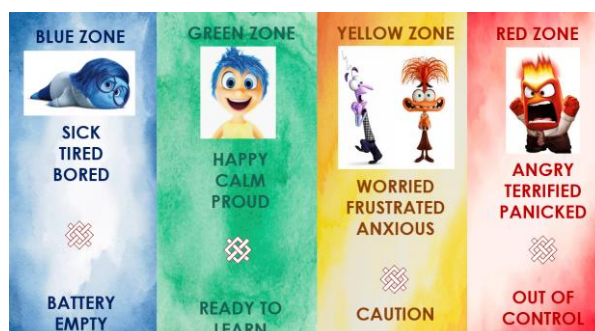 BLUE ZONE
SICK
TIRED
BORED
BATTERY
EMPTY
GREEN ZONE
HAPPY
CALM
PROUD
READY TO
LEARN
YELLOW ZONE
WORRIED
FRUSTRATED
ANXIOUS
CAUTION
RED ZONE
ANGRY
TERRIFIED
PANICKED
OUT OF
CONTROL